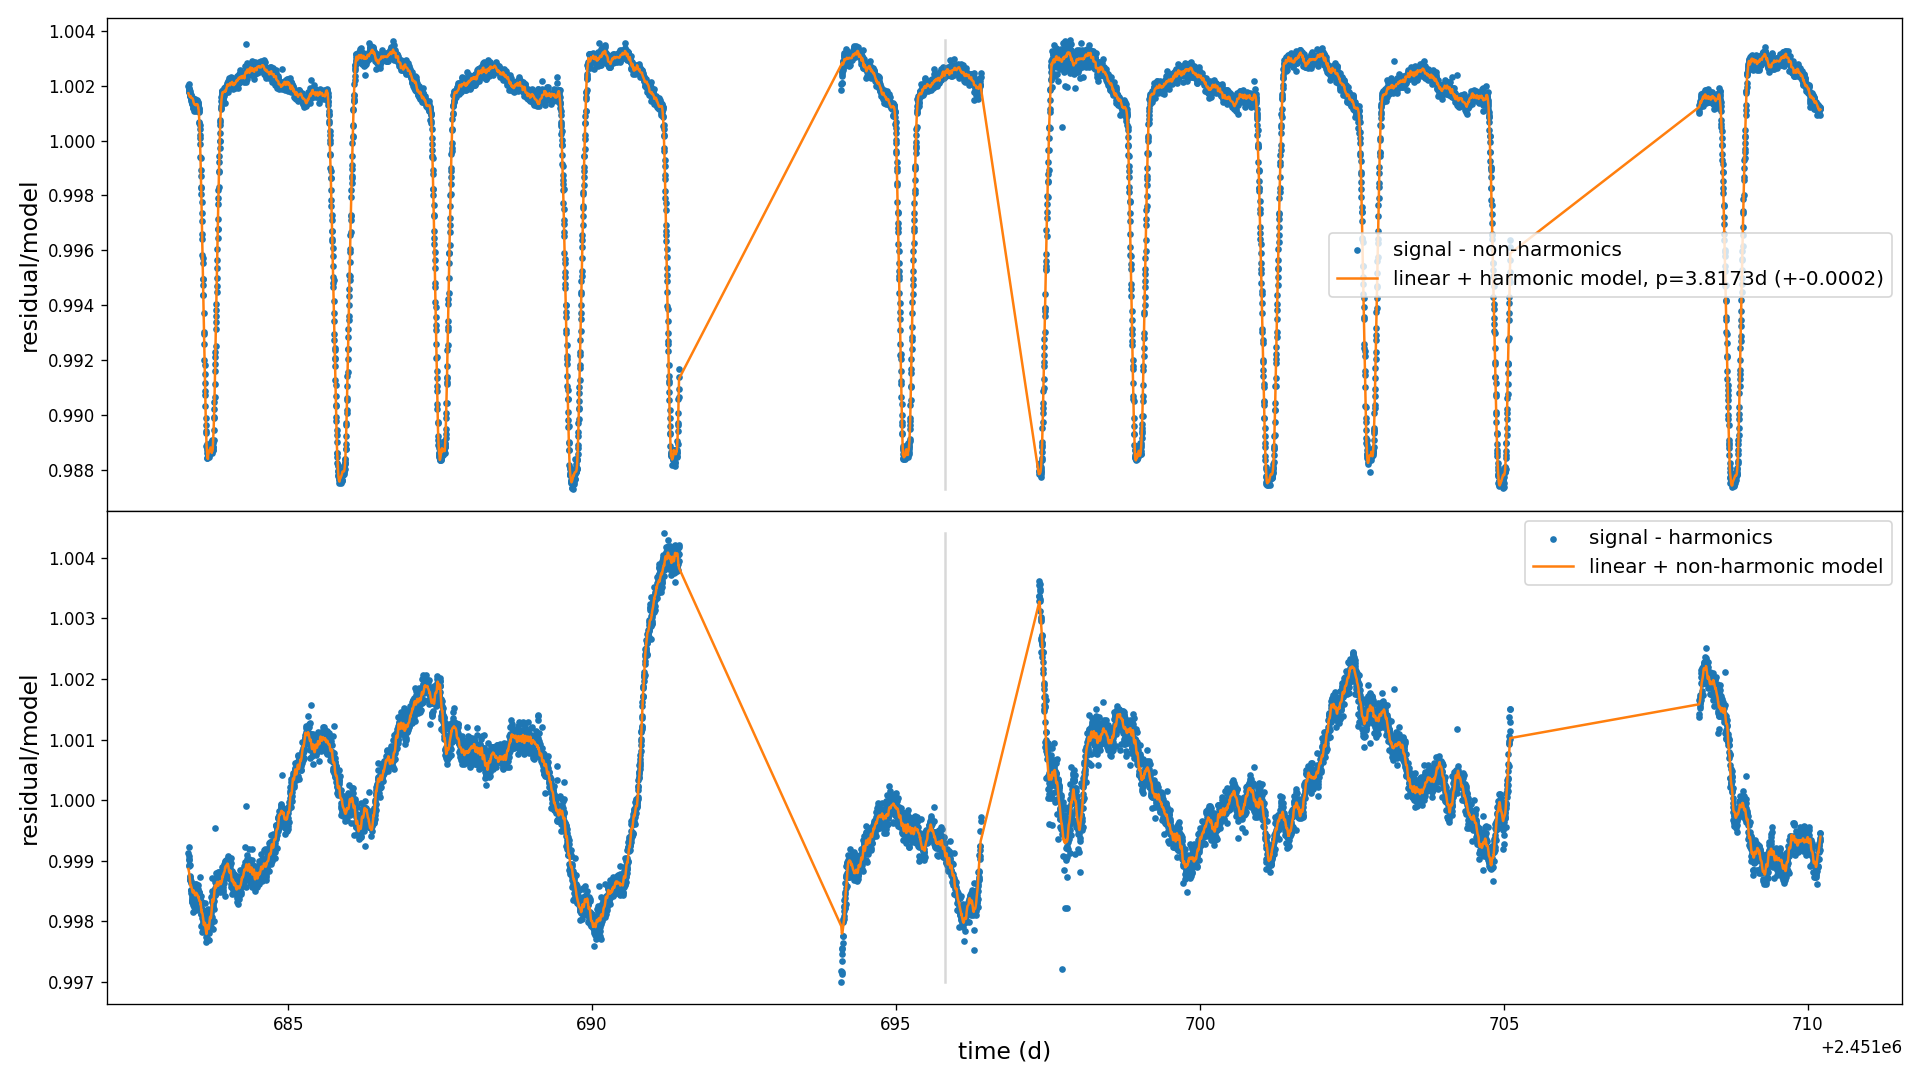 1.004
1.002
1.000
0.998
0.996
0.994
0.992
0.990
0.988
residual/model
signal - non-harmonics
linear + harmonic model, p=3.8173d (+-0.0002)
1.004
1.003
1.002
1.001
1.000
0.999
0.998
0.997
residual/model
signal - harmonics
linear + non-harmonic model
685
690
695
700
705
710
time (d)
+2.451e6